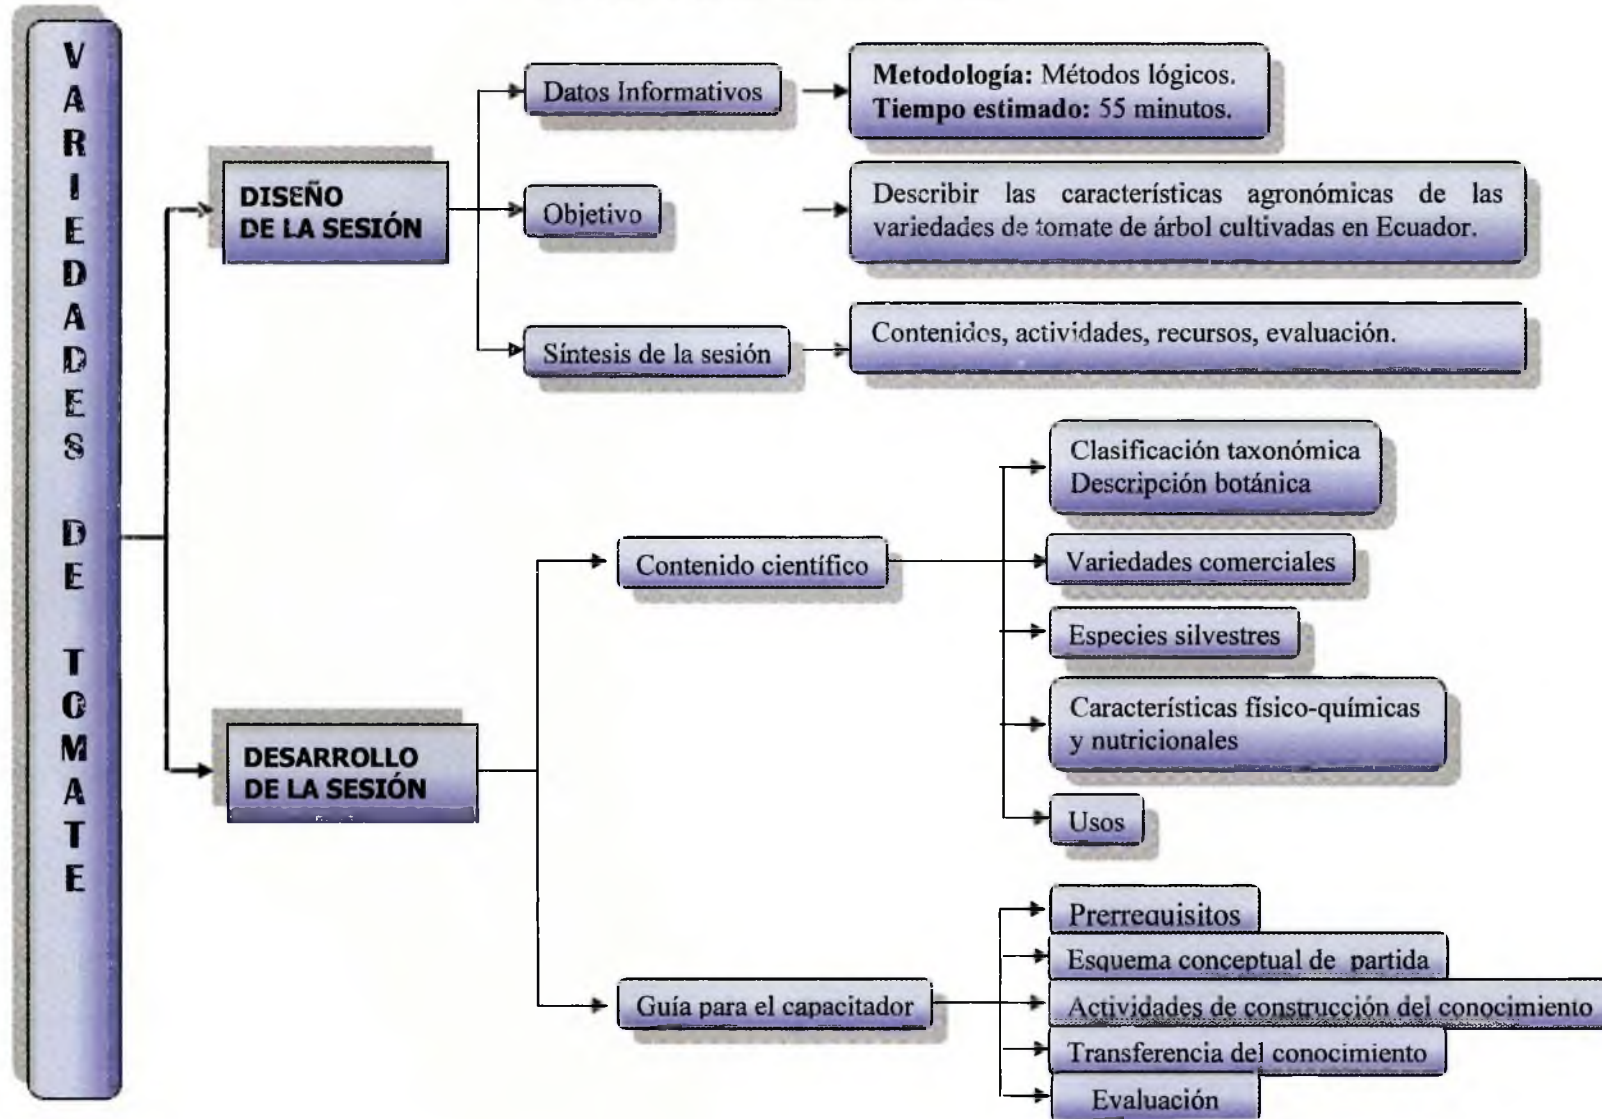 VARIEDADES DE TOMATE
DISEÑO
DE LA SESIÓN
Datos Informativos
Metodología: Métodos lógicos.
Tiempo estimado: 55 minutos.
Objetivo
Describir las características agronómicas de las
variedades de tomate de árbol cultivadas en Ecuador.
Síntesis de la sesión
Contenidos, actividades, recursos, evaluación.
DESARROLLO
DE LA SESIÓN
Contenido científico
Clasificación taxonómica
Descripción botánica
Variedades comerciales
Especies silvestres
Características físico-químicas
y nutricionales
Usos
Guía para el capacitador
Prerrequisitos
Esquema conceptual de partida
Actividades de construcción del conocimiento
Transferencia del conocimiento
Evaluación